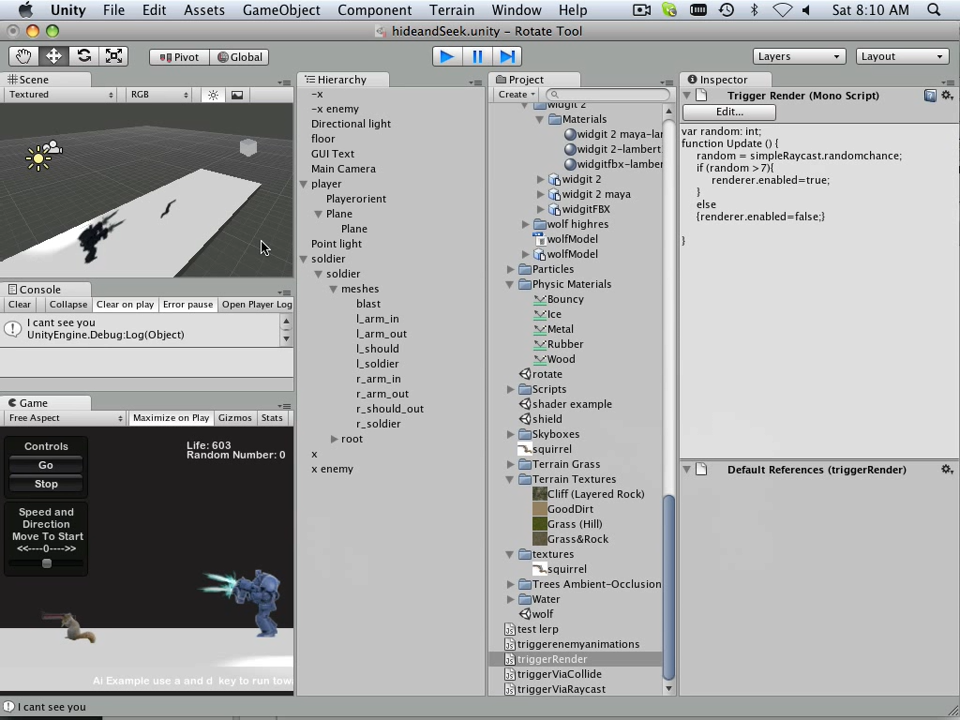 Unity File Edit Assets GameObject Component Terrain Window Help Sat 8:10 AM
hideandSeek.unity – Rotate Tool
Pivot Global Layers Layout
Scene
Textured RGB
Console
Clear Collapse Clear on play Error pause Open Player Log
I cant see you
UnityEngine.Debug:Log(Object)
Game
Free Aspect Maximize on Play Gizmos Stats
Controls
Go
Stop
Speed and
Direction
Move To Start
<<----0---->>
Life: 603
Random Number: 0
Ai Example use a and d key to run tow
I cant see you
Hierarchy
-x
-x enemy
Directional light
floor
GUI Text
Main Camera
player
Playerorient
Plane
Plane
Point light
soldier
soldier
meshes
blast
l_arm_in
l_arm_out
l_should
l_soldier
r_arm_in
r_arm_out
r_should_out
r_soldier
root
x
x enemy
Project
Create
widgit 2
Materials
widgit 2 maya-lar
widgit 2-lambert
widgitfbx-lamber
widgit 2
widgit 2 maya
widgitFBX
wolf highres
wolfModel
wolfModel
Particles
Physic Materials
Bouncy
Ice
Metal
Rubber
Wood
rotate
Scripts
shader example
shield
Skyboxes
squirrel
Terrain Grass
Terrain Textures
Cliff (Layered Rock)
GoodDirt
Grass (Hill)
Grass&Rock
textures
squirrel
Trees Ambient-Occlusion
Water
wolf
test lerp
triggerenemyanimations
triggerRender
triggerViaCollide
triggerViaRaycast
Inspector
Trigger Render (Mono Script)
Edit...
var random: int;
function Update () {
random = simpleRaycast.randomchance;
if (random >7){
renderer.enabled=true;
}
else
{renderer.enabled=false;}
}
Default References (triggerRender)